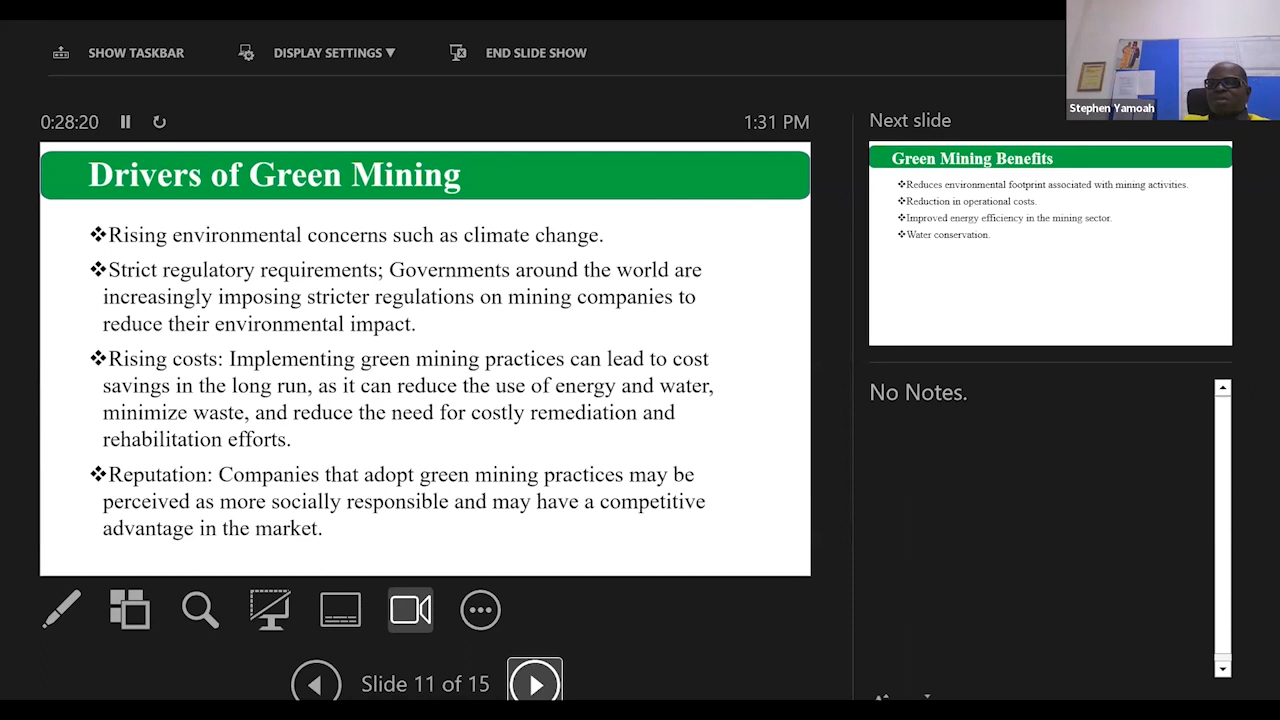 SHOW TASKBAR
DISPLAY SETTINGS ▼
END SLIDE SHOW
Stephen Yamoah
0:28:20
1:31 PM
Drivers of Green Mining
❖Rising environmental concerns such as climate change.
❖Strict regulatory requirements; Governments around the world are
increasingly imposing stricter regulations on mining companies to
reduce their environmental impact.
❖Rising costs: Implementing green mining practices can lead to cost
savings in the long run, as it can reduce the use of energy and water,
minimize waste, and reduce the need for costly remediation and
rehabilitation efforts.
❖Reputation: Companies that adopt green mining practices may be
perceived as more socially responsible and may have a competitive
advantage in the market.
Slide 11 of 15
Next slide
Green Mining Benefits
❖Reduces environmental footprint associated with mining activities.
❖Reduction in operational costs.
❖Improved energy efficiency in the mining sector.
❖Water conservation.
No Notes.